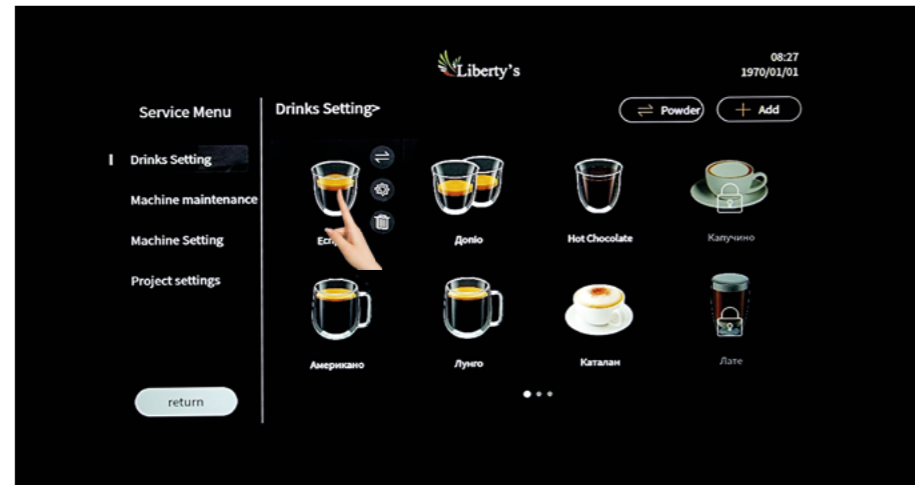 Liberty's
08:27
1970/01/01
Service Menu
Drinks Setting>
Powder
Add
Drinks Setting
Machine maintenance
Machine Setting
Project settings
Допіо
Hot Chocolate
Капучино
Американо
Лунго
Каталан
Лате
return